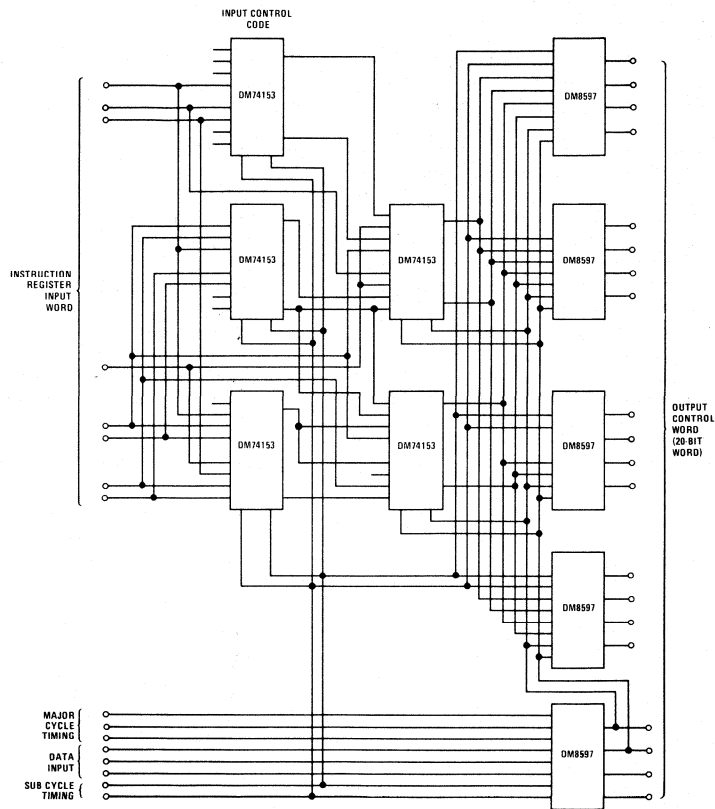 INPUT CONTROL
CODE
DM74153
DM8597
INSTRUCTION
REGISTER
INPUT
WORD
DM74153
DM74153
DM8597
DM74153
DM74153
DM8597
OUTPUT
CONTROL
WORD
(20-BIT
WORD)
DM8597
MAJOR
CYCLE
TIMING
DATA
INPUT
SUB CYCLE
TIMING
DM8597